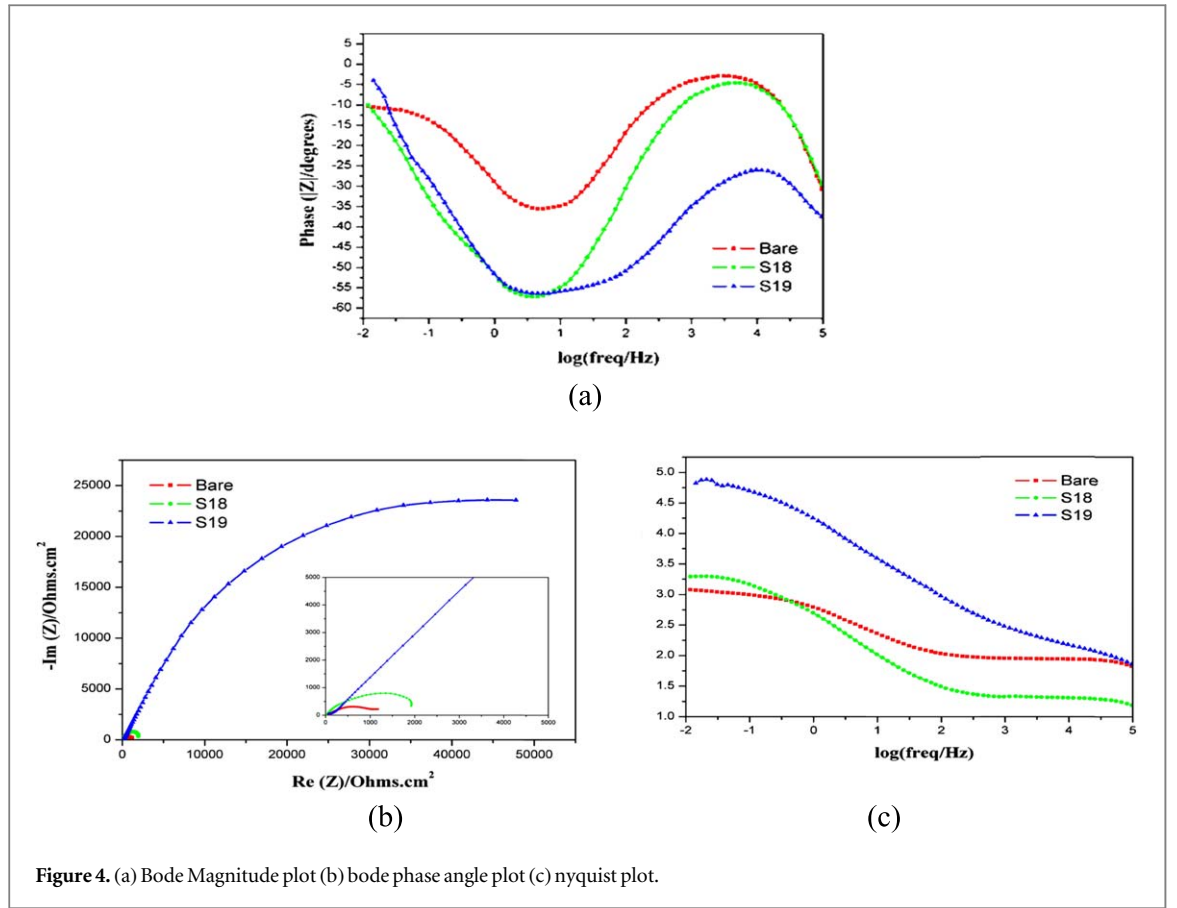 5
0
-5
-10
-15
-20
-25
-30
-35
-40
-45
-50
-55
-60
Phase (|Z|/degrees)
Bare
S18
S19
-2 -1 0 1 2 3 4 5
log(freq/Hz)
(a)
25000
20000
15000
10000
5000
0
-Im (Z)/Ohms.cm²
Bare
S18
S19
5000
4000
3000
2000
1000
0
0 1000 2000 3000 4000 5000
0 10000 20000 30000 40000 50000
Re (Z)/Ohms.cm²
(b)
5.0
4.5
4.0
3.5
3.0
2.5
2.0
1.5
1.0
Bare
S18
S19
-2 -1 0 1 2 3 4 5
log(freq/Hz)
(c)
Figure 4. (a) Bode Magnitude plot (b) bode phase angle plot (c) nyquist plot.